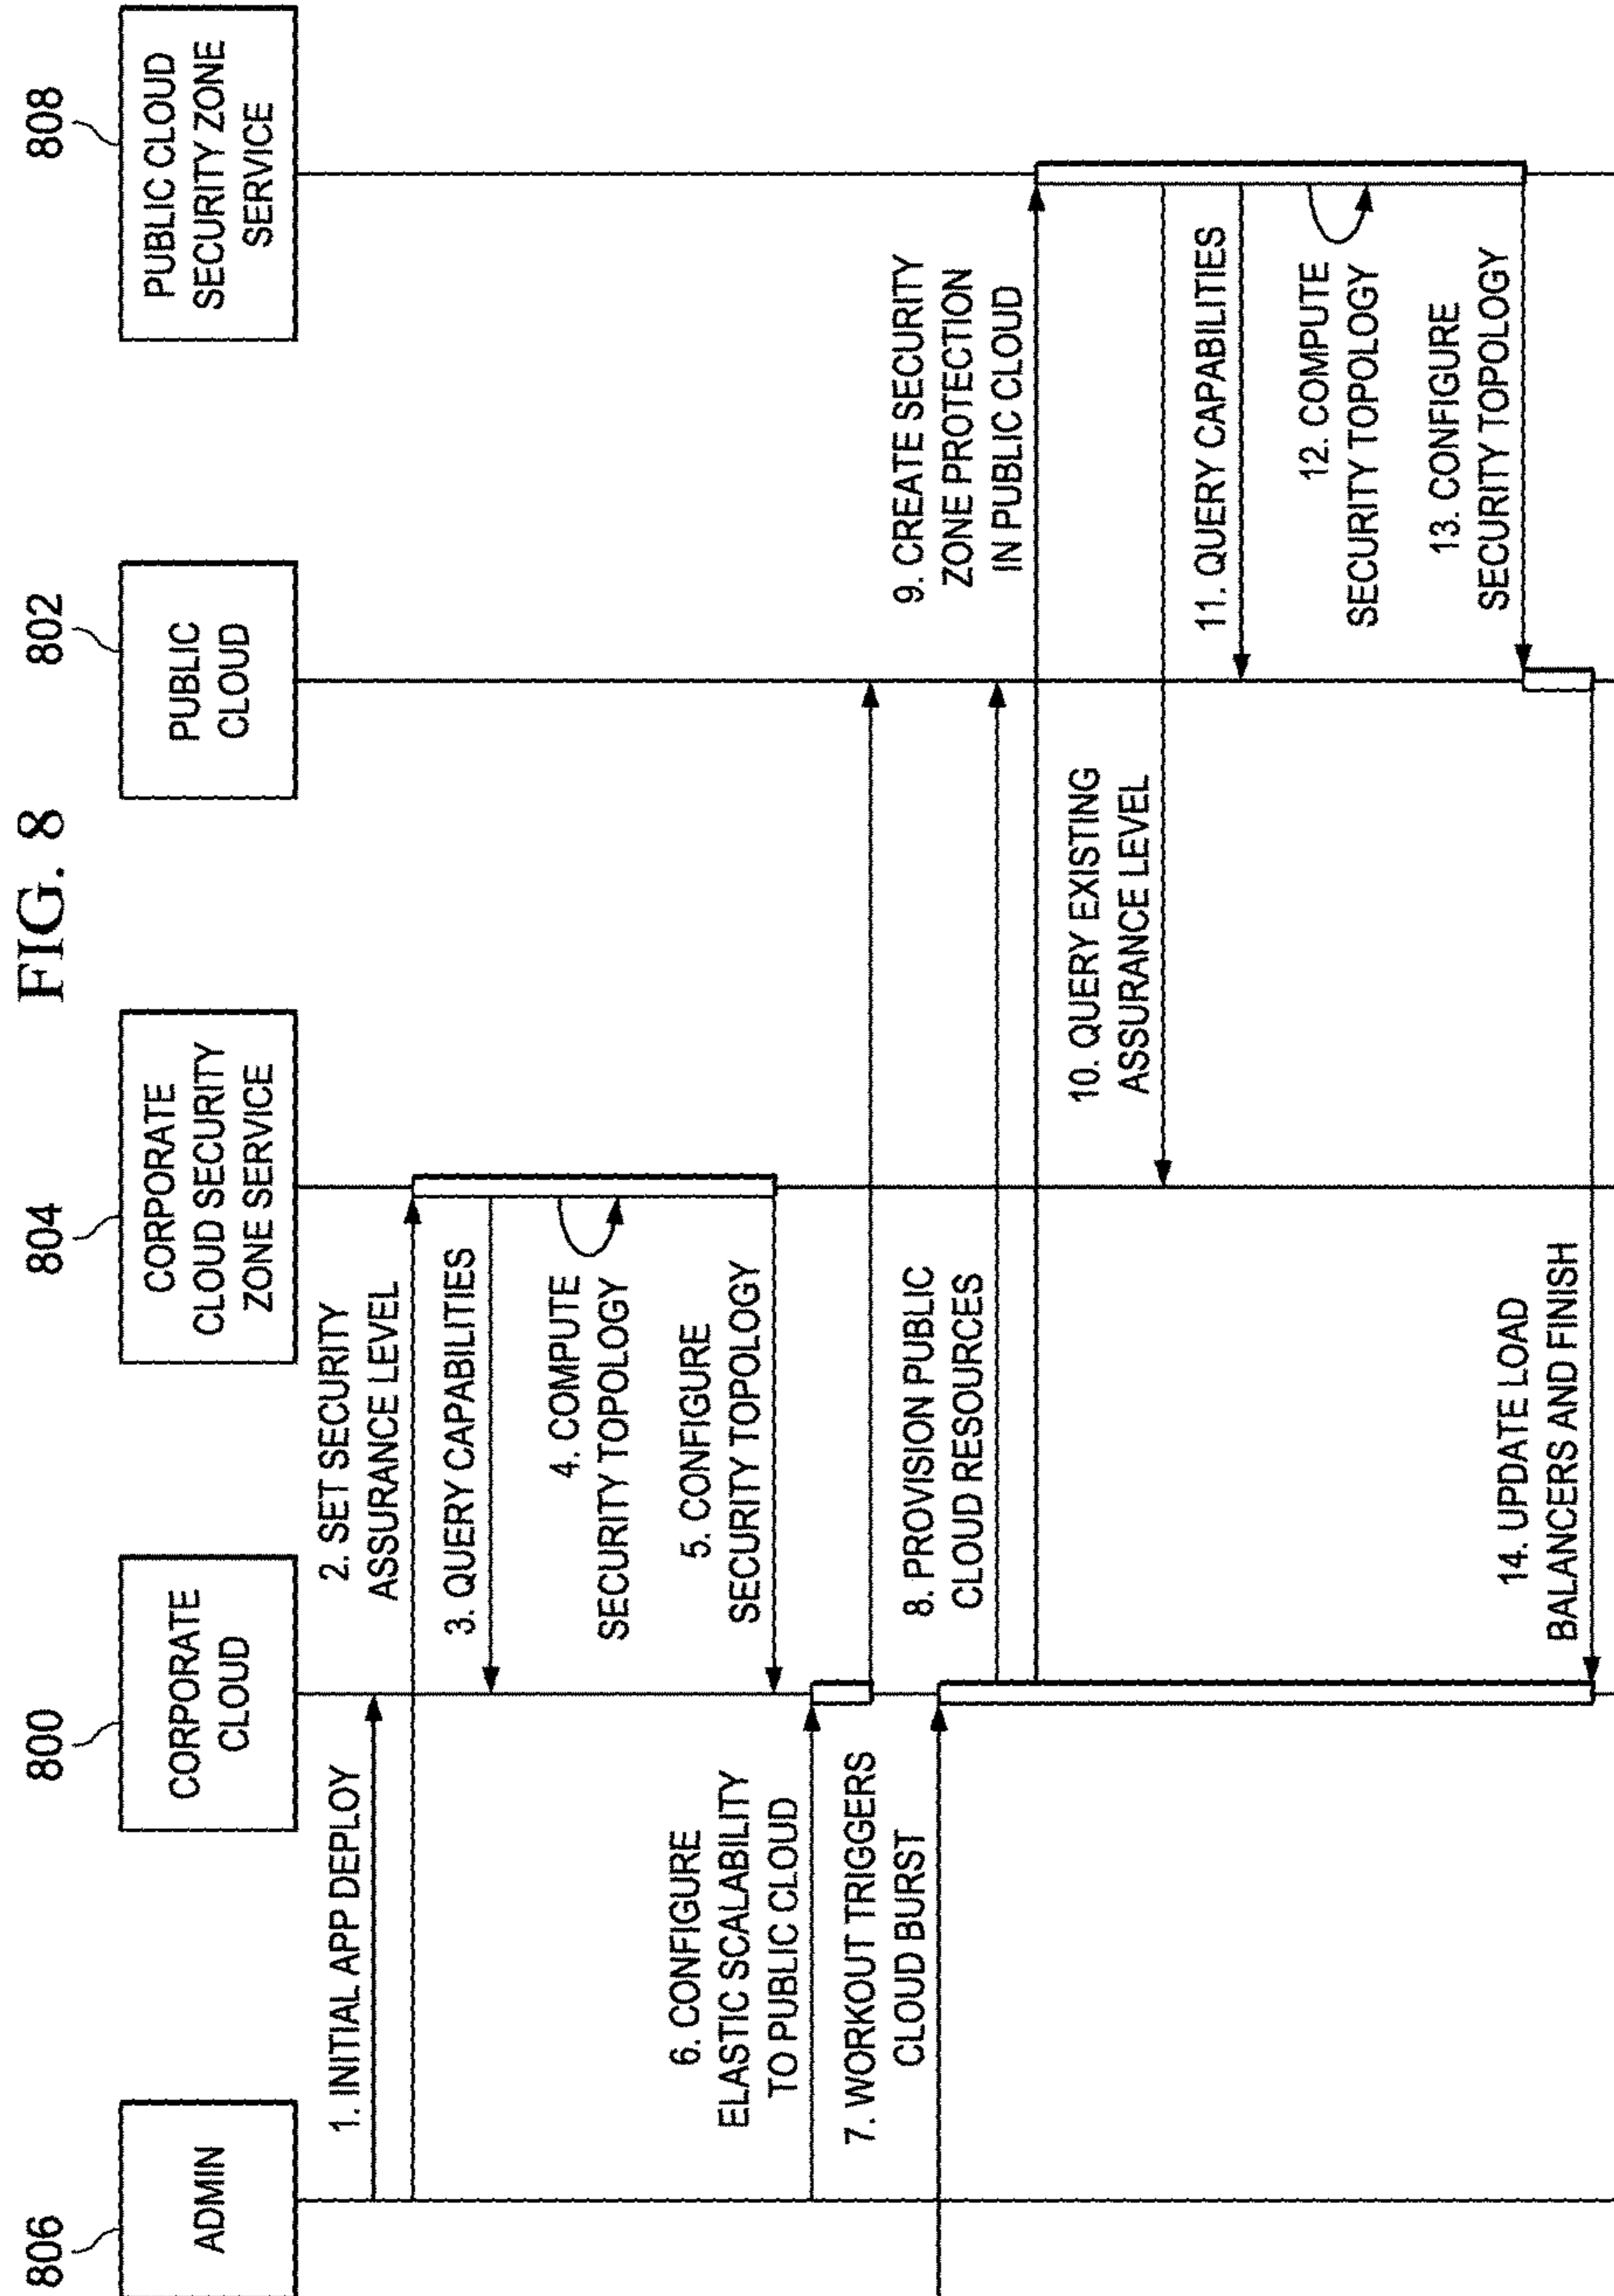 FIG. 8
806
ADMIN
800
CORPORATE
CLOUD
804
CORPORATE
CLOUD SECURITY
ZONE SERVICE
802
PUBLIC
CLOUD
808
PUBLIC CLOUD
SECURITY ZONE
SERVICE
1. INITIAL APP DEPLOY
2. SET SECURITY
ASSURANCE LEVEL
3. QUERY CAPABILITIES
4. COMPUTE
SECURITY TOPOLOGY
5. CONFIGURE
SECURITY TOPOLOGY
6. CONFIGURE
ELASTIC SCALABILITY
TO PUBLIC CLOUD
7. WORKOUT TRIGGERS
CLOUD BURST
8. PROVISION PUBLIC
CLOUD RESOURCES
9. CREATE SECURITY
ZONE PROTECTION
IN PUBLIC CLOUD
10. QUERY EXISTING
ASSURANCE LEVEL
11. QUERY CAPABILITIES
12. COMPUTE
SECURITY TOPOLOGY
13. CONFIGURE
SECURITY TOPOLOGY
14. UPDATE LOAD
BALANCERS AND FINISH